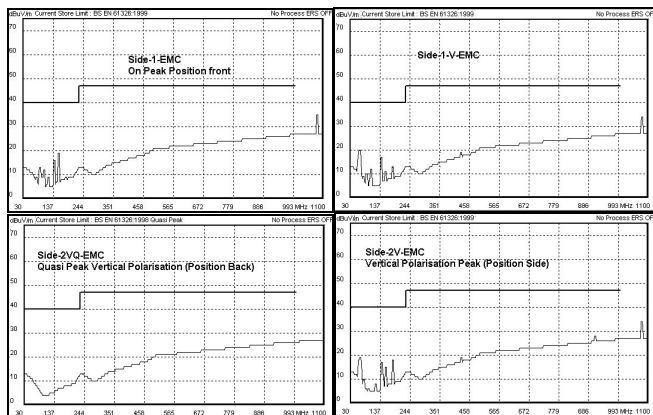 dBuV/m Current Store Limit : BS EN 61326:1999 No Process ERS OFF
70
60
50
40
30
20
10
0
Side-1-EMC
On Peak Position front
30 137 244 351 458 565 672 779 886 993 MHz 1100
dBuV/m Current Store Limit : BS EN 61326:1999 No Process ERS OFF
70
60
50
40
30
20
10
0
Side-1-V-EMC
30 137 244 351 458 565 672 779 886 993 MHz 1100
dBuV/m Current Store Limit : BS EN 61326:1998 Quasi Peak No Process ERS OFF
70
60
50
40
30
20
10
0
Side-2VQ-EMC
Quasi Peak Vertical Polarisation (Position Back)
30 137 244 351 458 565 672 779 886 993 MHz 1100
dBuV/m Current Store Limit : BS EN 61326:1999 No Process ERS OFF
70
60
50
40
30
20
10
0
Side-2V-EMC
Vertical Polarisation Peak (Position Side)
30 137 244 351 458 565 672 779 886 993 MHz 1100